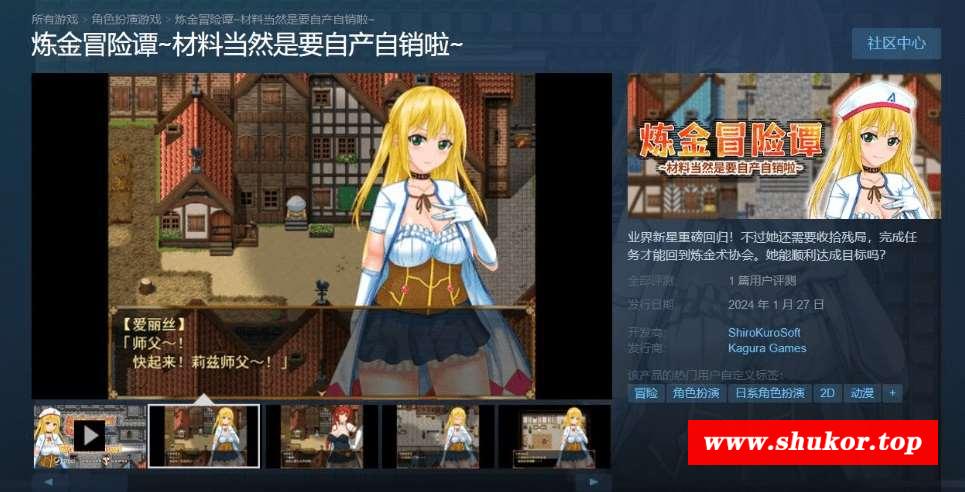 所有游戏 > 角色扮演游戏 > 炼金冒险谭~材料当然是要自产自销啦~
炼金冒险谭~材料当然是要自产自销啦~
社区中心
【爱丽丝】
「师父～！
快起来！莉兹师父～！」
炼金冒险谭
~材料当然是要自产自销啦~
业界新星重磅回归！不过她还需要收拾残局，完成任
务才能回到炼金术协会。她能顺利达成目标吗？
全部评测: 1 篇用户评测
发行日期: 2024 年 1 月 27 日
开发商: ShiroKuroSoft
发行商: Kagura Games
该产品的热门用户自定义标签:
冒险 角色扮演 日系角色扮演 2D 动漫 +
www.shukor.top